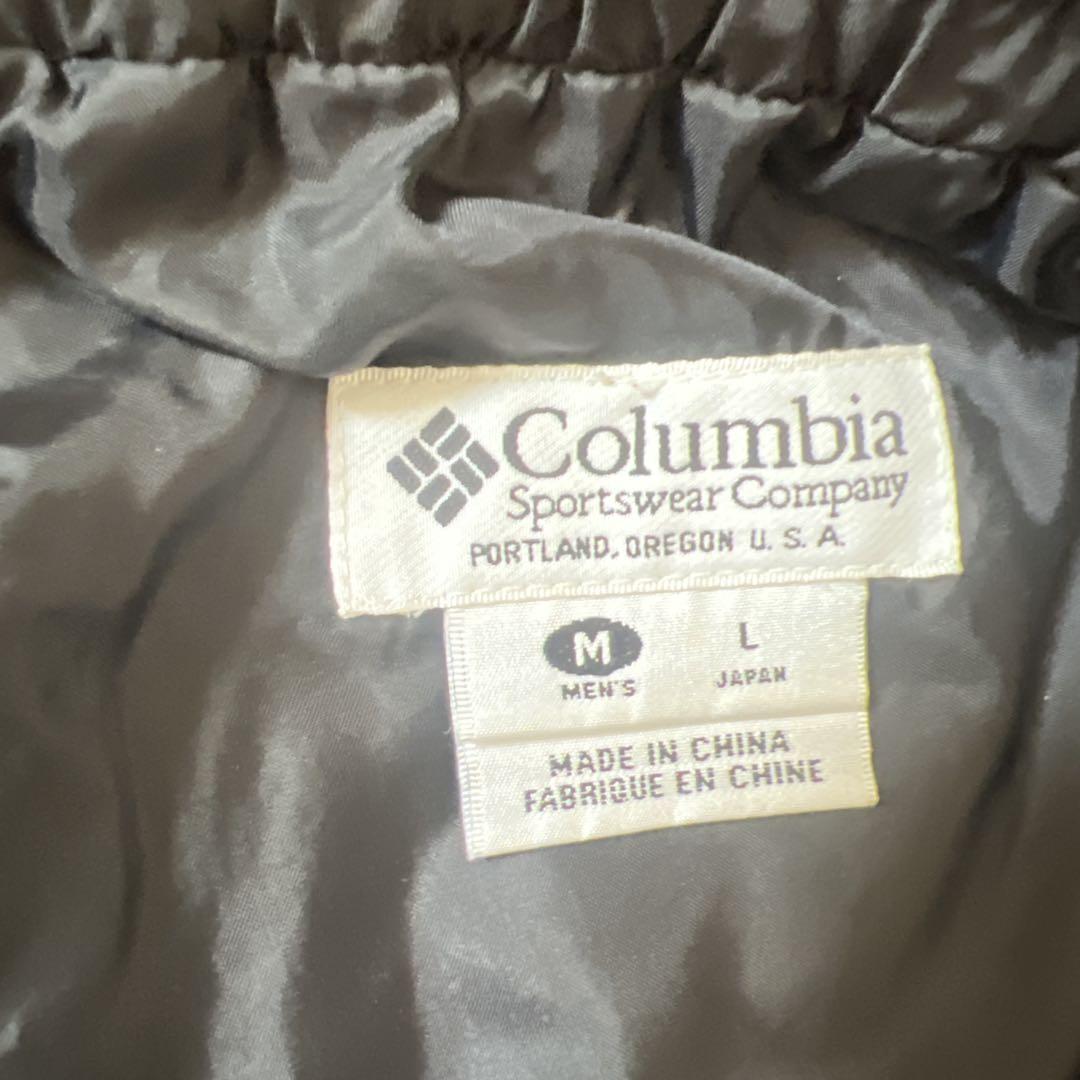 Columbia
Sportswear Company
PORTLAND, OREGON U.S.A.
M L
MEN'S JAPAN
MADE IN CHINA
FABRIQUE EN CHINE